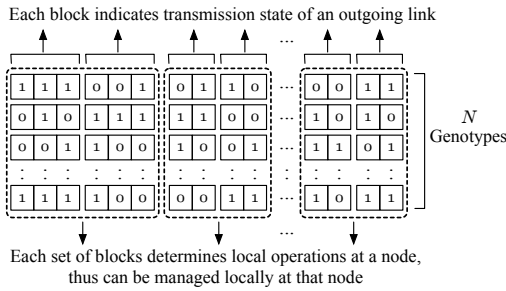 Each block indicates transmission state of an outgoing link
...
1 1 1 0 0 1 0 1 1 0 ... 0 0 1 1
0 1 0 1 1 1 1 1 0 0 ... 1 0 1 0
N
Genotypes
0 0 1 1 0 0 1 0 0 1 ... 1 1 0 1
: : : : : : : : : : : : : :
1 1 1 1 0 0 0 0 1 1 ... 1 0 1 1
...
Each set of blocks determines local operations at a node,
thus can be managed locally at that node